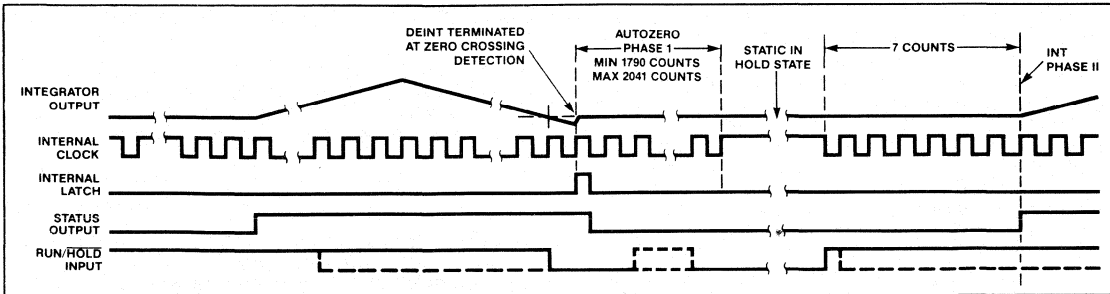 DEINT TERMINATED
AT ZERO CROSSING
DETECTION
AUTOZERO
PHASE 1
MIN 1790 COUNTS
MAX 2041 COUNTS
STATIC IN
HOLD STATE
7 COUNTS
INT
PHASE II
INTEGRATOR
OUTPUT
INTERNAL
CLOCK
INTERNAL
LATCH
STATUS
OUTPUT
RUN/HOLD
INPUT